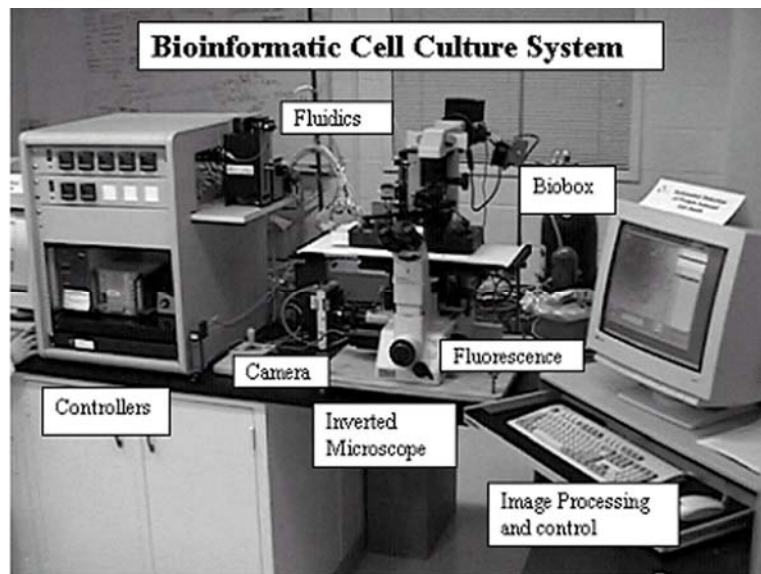 Bioinformatic Cell Culture System
Fluidics
Biobox
Fluorescence
Camera
Controllers
Inverted
Microscope
Image Processing
and control